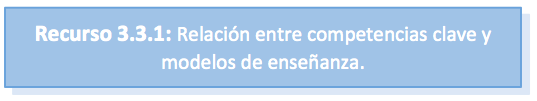 Recurso 3.3.1: Relación entre competencias clave y
modelos de enseñanza.